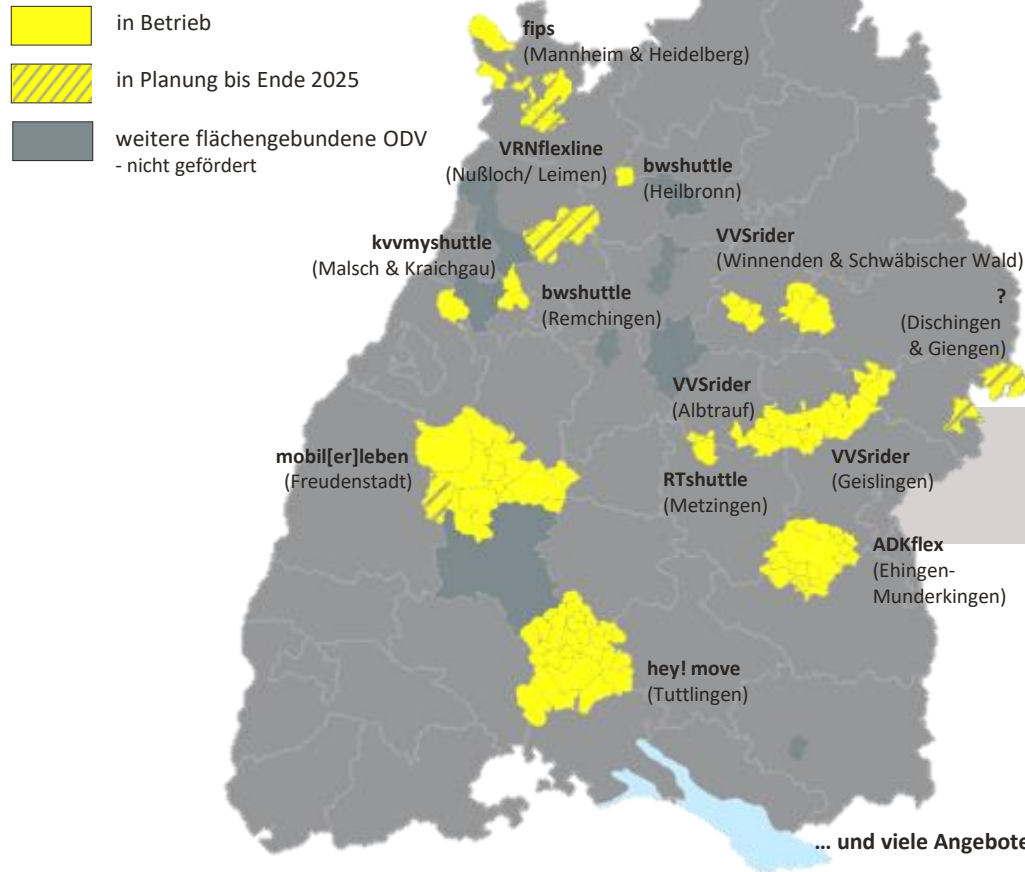 in Betrieb
in Planung bis Ende 2025
weitere flächengebundene ODV
- nicht gefördert
fips
(Mannheim & Heidelberg)
VRNflexline
(Nußloch/ Leimen)
bwshuttle
(Heilbronn)
kvvmyshuttle
(Malsch & Kraichgau)
VVSrider
(Winnenden & Schwäbischer Wald)
bwshuttle
(Remchingen)
?
(Dischingen
& Giengen)
VVSrider
(Albtrauf)
mobil[er]leben
(Freudenstadt)
RTshuttle
(Metzingen)
VVSrider
(Geislingen)
ADKflex
(Ehingen-
Munderkingen)
hey! move
(Tuttlingen)
... und viele Angebote